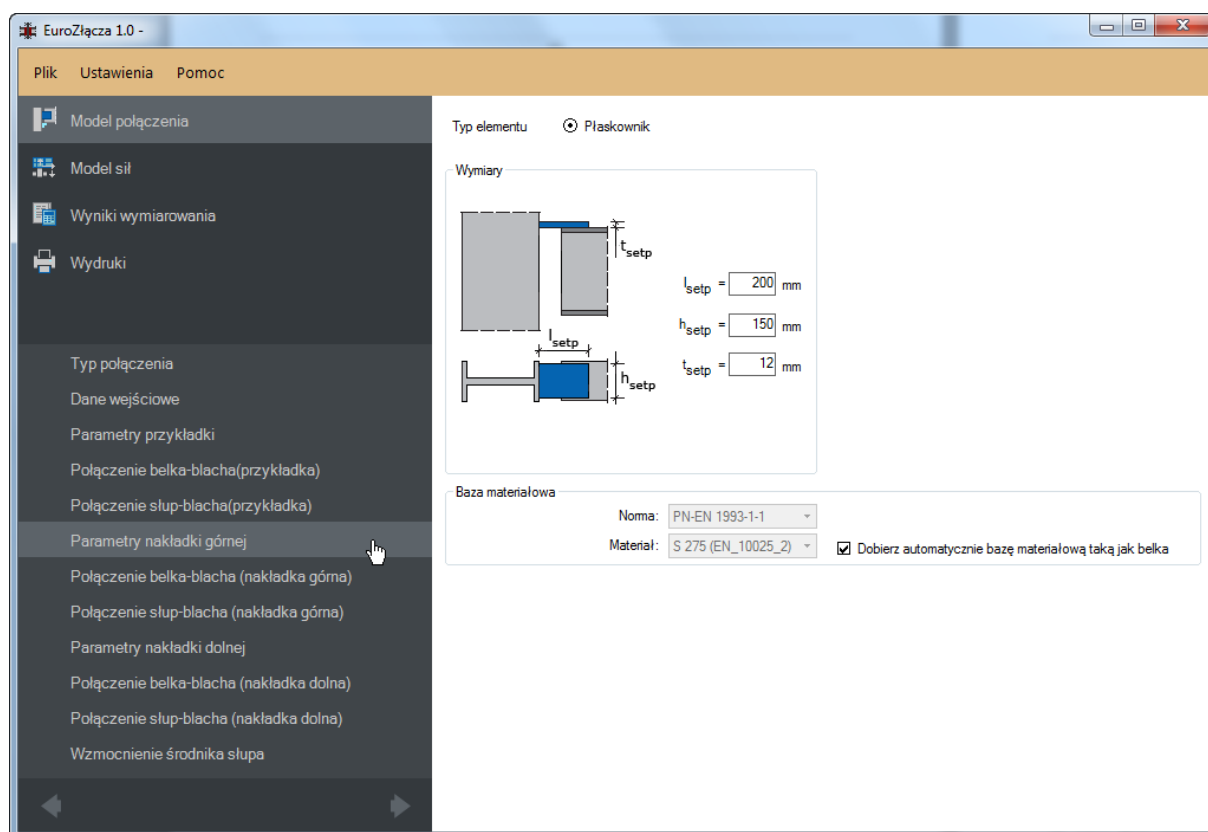 EuroZłącza 1.0 -
Plik Ustawienia Pomoc
Model połączenia
Model sił
Wyniki wymiarowania
Wydruki
Typ połączenia
Dane wejściowe
Parametry przykładki
Połączenie belka-blacha(przykładka)
Połączenie słup-blacha(przykładka)
Parametry nakładki górnej
Połączenie belka-blacha (nakładka górna)
Połączenie słup-blacha (nakładka górna)
Parametry nakładki dolnej
Połączenie belka-blacha (nakładka dolna)
Połączenie słup-blacha (nakładka dolna)
Wzmocnienie środnika słupa
Typ elementu Płaskownik
Wymiary
tsetp
lsetp
hsetp
lsetp = 200 mm
hsetp = 150 mm
tsetp = 12 mm
Baza materiałowa
Norma: PN-EN 1993-1-1
Materiał: S 275 (EN_10025_2) Dobierz automatycznie bazę materiałową taką jak belka